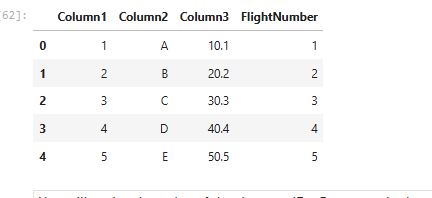 [62]:
Column1 Column2 Column3 FlightNumber
0 1 A 10.1 1
1 2 B 20.2 2
2 3 C 30.3 3
3 4 D 40.4 4
4 5 E 50.5 5